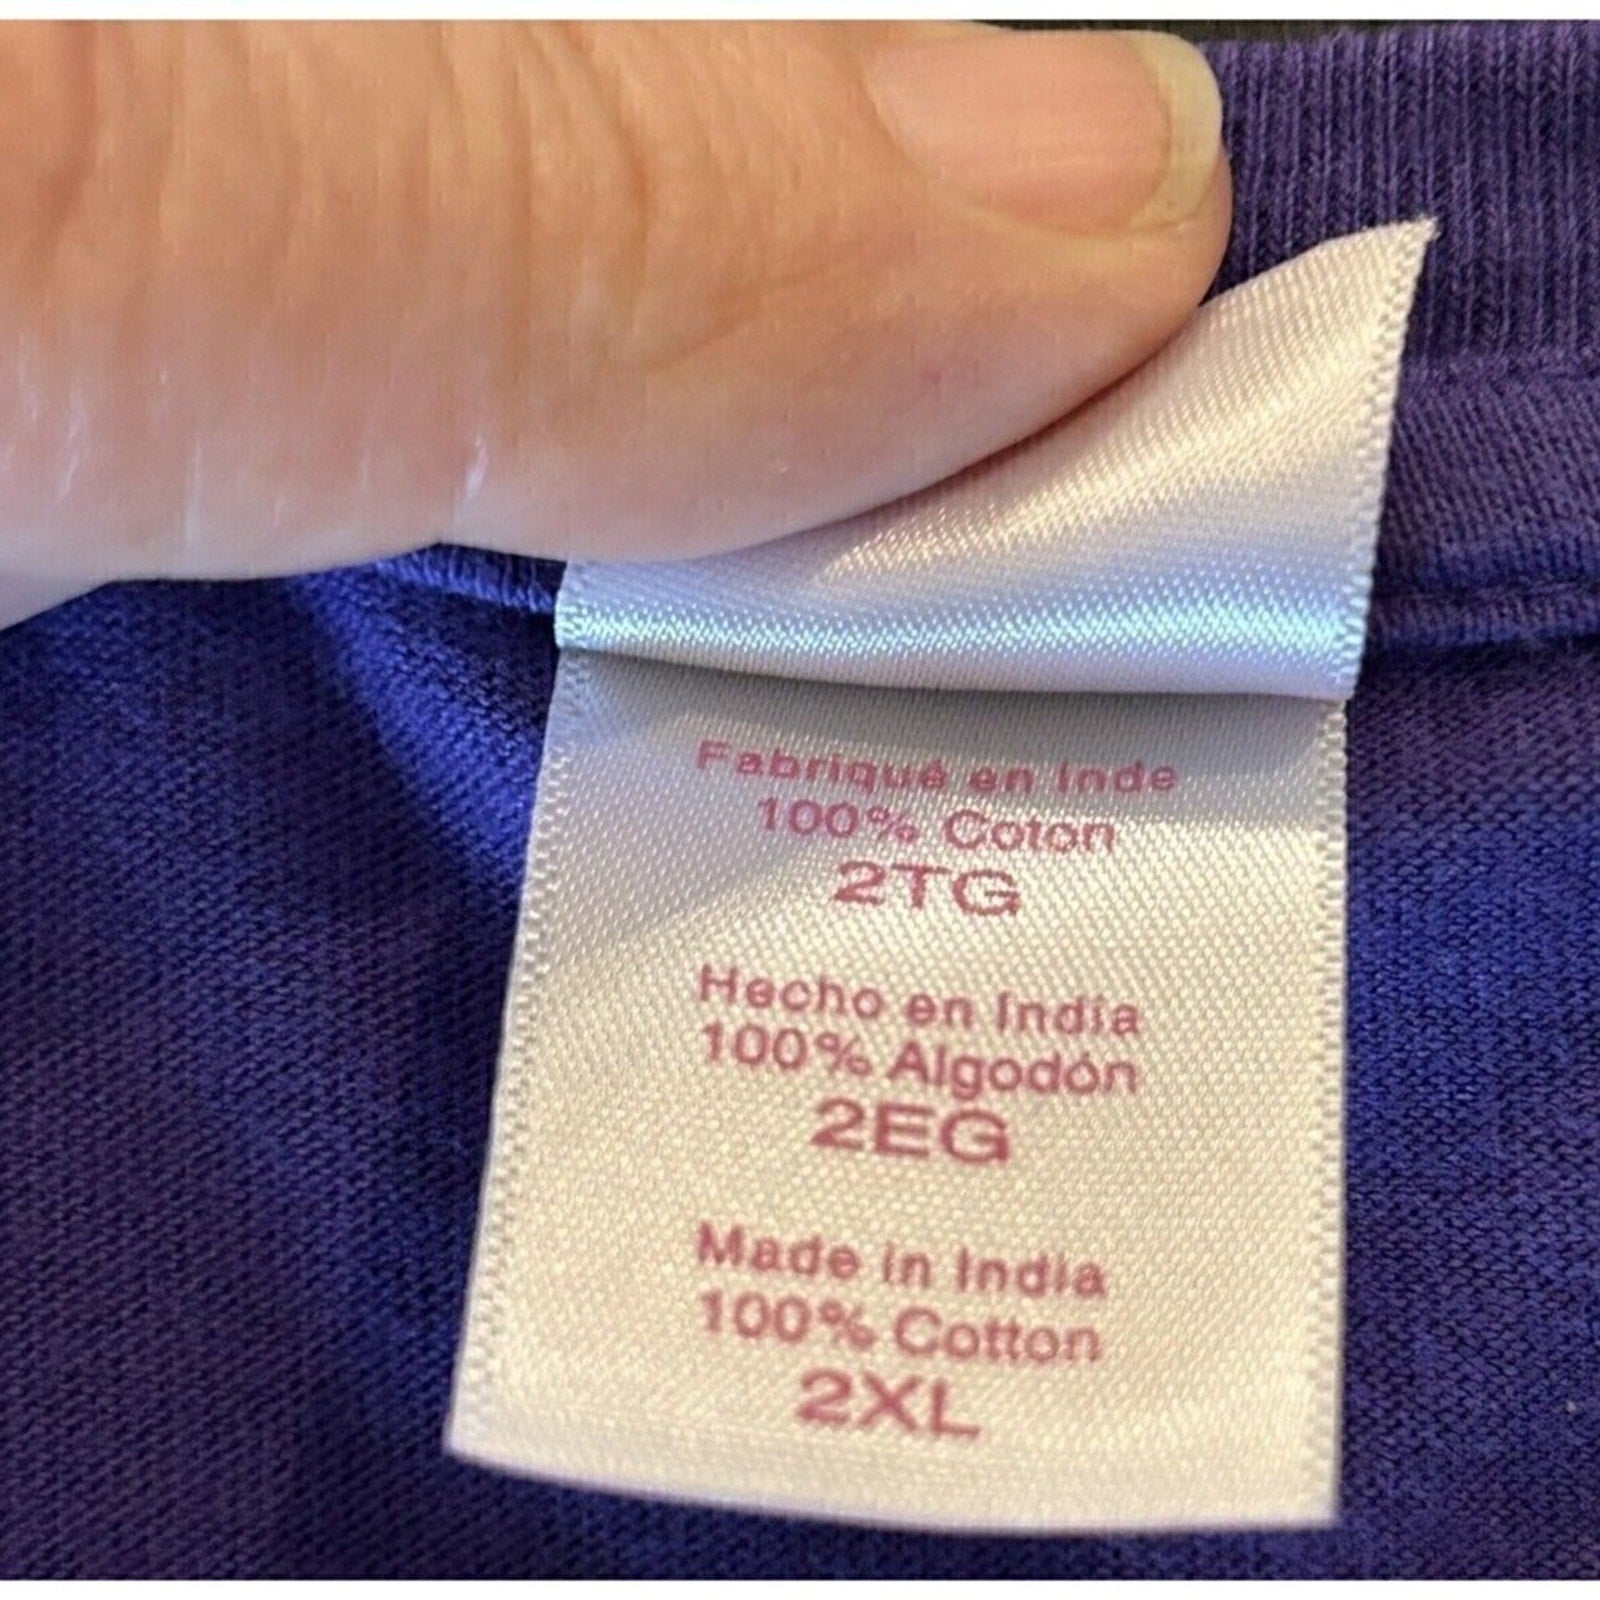 Fabriqué en Inde
100% Coton
2TG
Hecho en India
100% Algodón
2EG
Made in India
100% Cotton
2XL